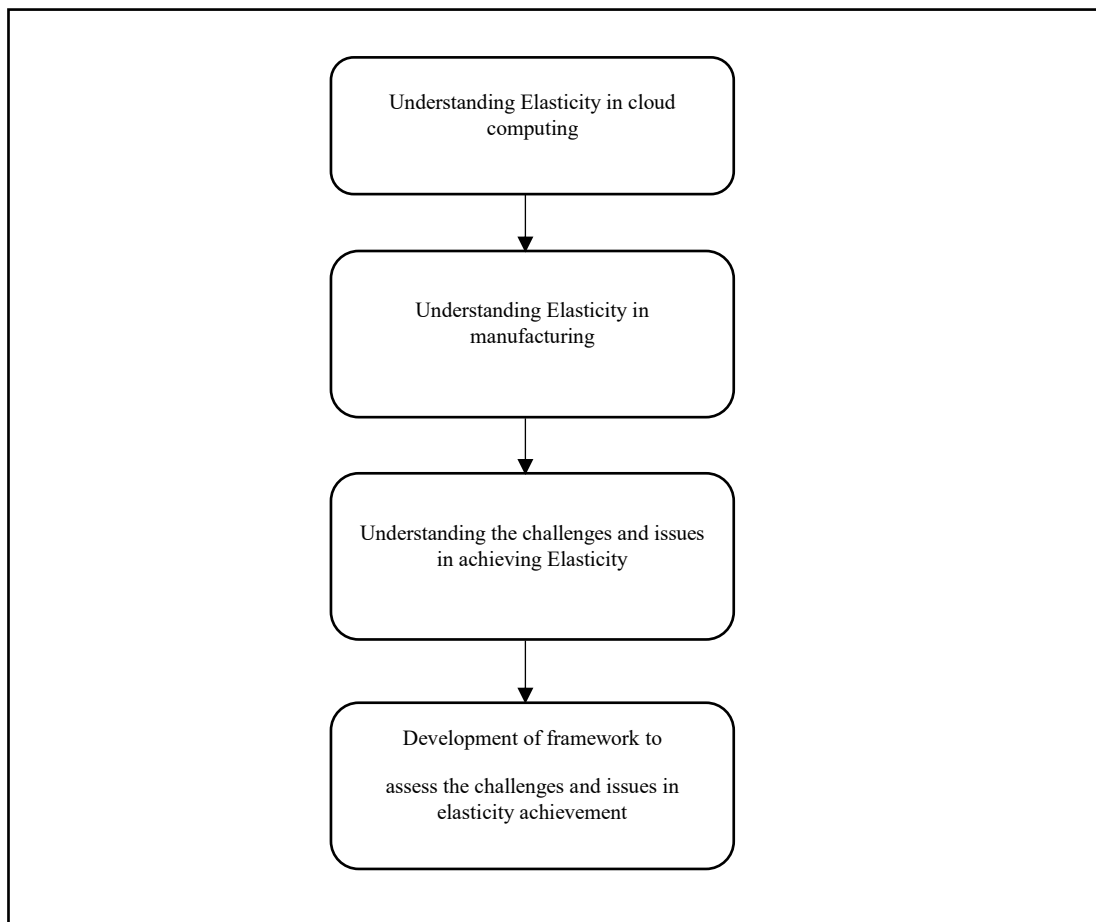 Understanding Elasticity in cloud
computing
Understanding Elasticity in
manufacturing
Understanding the challenges and issues
in achieving Elasticity
Development of framework to
assess the challenges and issues in
elasticity achievement